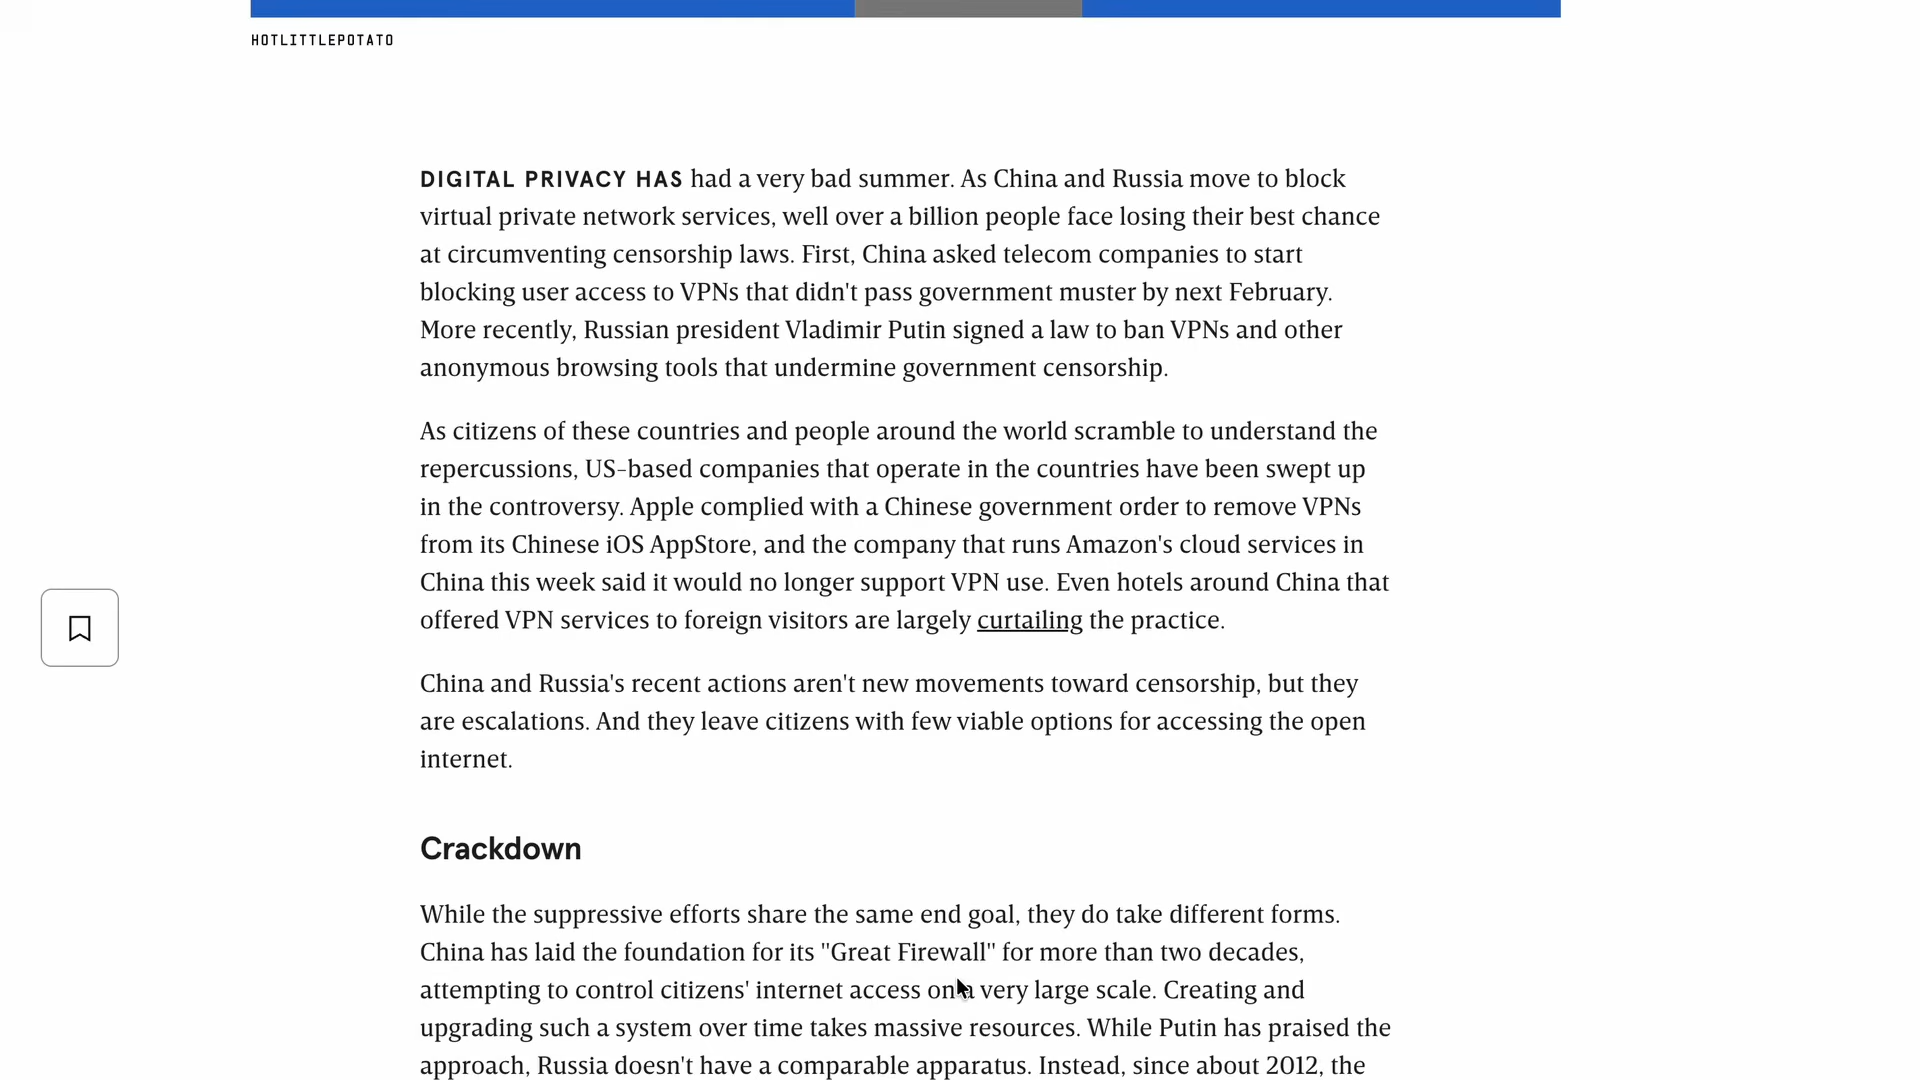 HOTLITTLEPOTATO
DIGITAL PRIVACY HAS had a very bad summer. As China and Russia move to block
virtual private network services, well over a billion people face losing their best chance
at circumventing censorship laws. First, China asked telecom companies to start
blocking user access to VPNs that didn't pass government muster by next February.
More recently, Russian president Vladimir Putin signed a law to ban VPNs and other
anonymous browsing tools that undermine government censorship.
As citizens of these countries and people around the world scramble to understand the
repercussions, US-based companies that operate in the countries have been swept up
in the controversy. Apple complied with a Chinese government order to remove VPNs
from its Chinese iOS AppStore, and the company that runs Amazon's cloud services in
China this week said it would no longer support VPN use. Even hotels around China that
offered VPN services to foreign visitors are largely curtailing the practice.
China and Russia's recent actions aren't new movements toward censorship, but they
are escalations. And they leave citizens with few viable options for accessing the open
internet.
Crackdown
While the suppressive efforts share the same end goal, they do take different forms.
China has laid the foundation for its "Great Firewall" for more than two decades,
attempting to control citizens' internet access on a very large scale. Creating and
upgrading such a system over time takes massive resources. While Putin has praised the
approach, Russia doesn't have a comparable apparatus. Instead, since about 2012, the